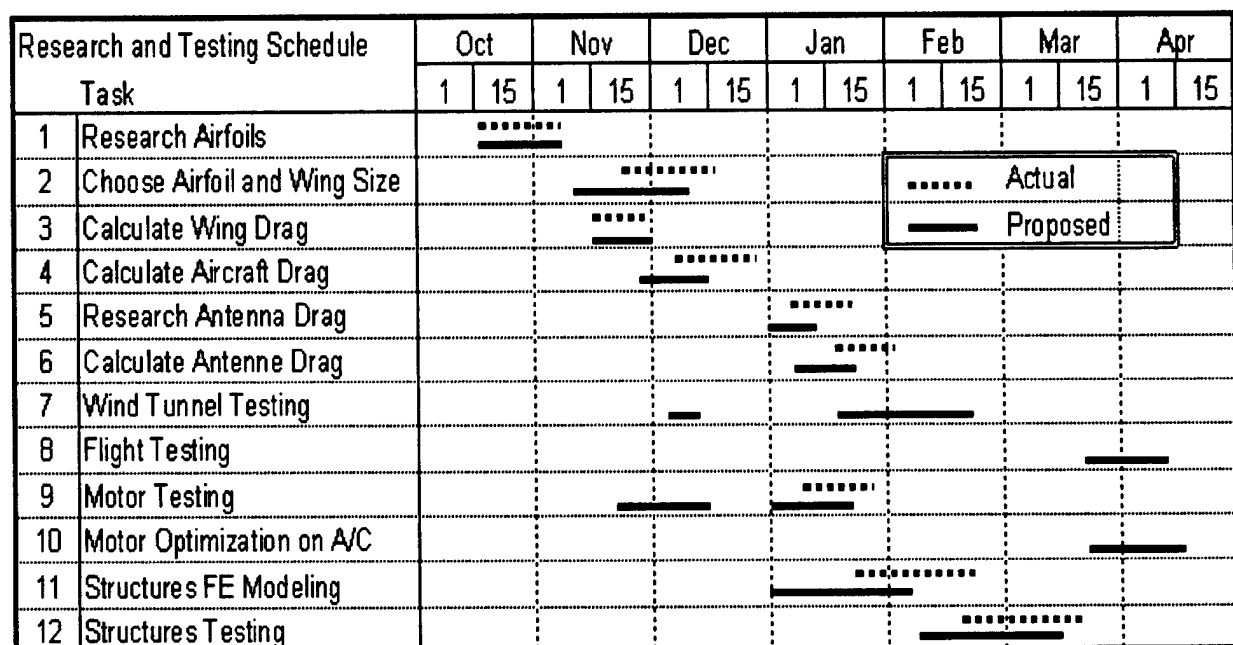 Research and Testing Schedule Oct Nov Dec Jan Feb Mar Apr
Task 1 15 1 15 1 15 1 15 1 15 1 15 1 15
1 Research Airfoils
2 Choose Airfoil and Wing Size
Actual
3 Calculate Wing Drag
Proposed
4 Calculate Aircraft Drag
5 Research Antenna Drag
6 Calculate Antenne Drag
7 Wind Tunnel Testing
8 Flight Testing
9 Motor Testing
10 Motor Optimization on A/C
11 Structures FE Modeling
12 Structures Testing